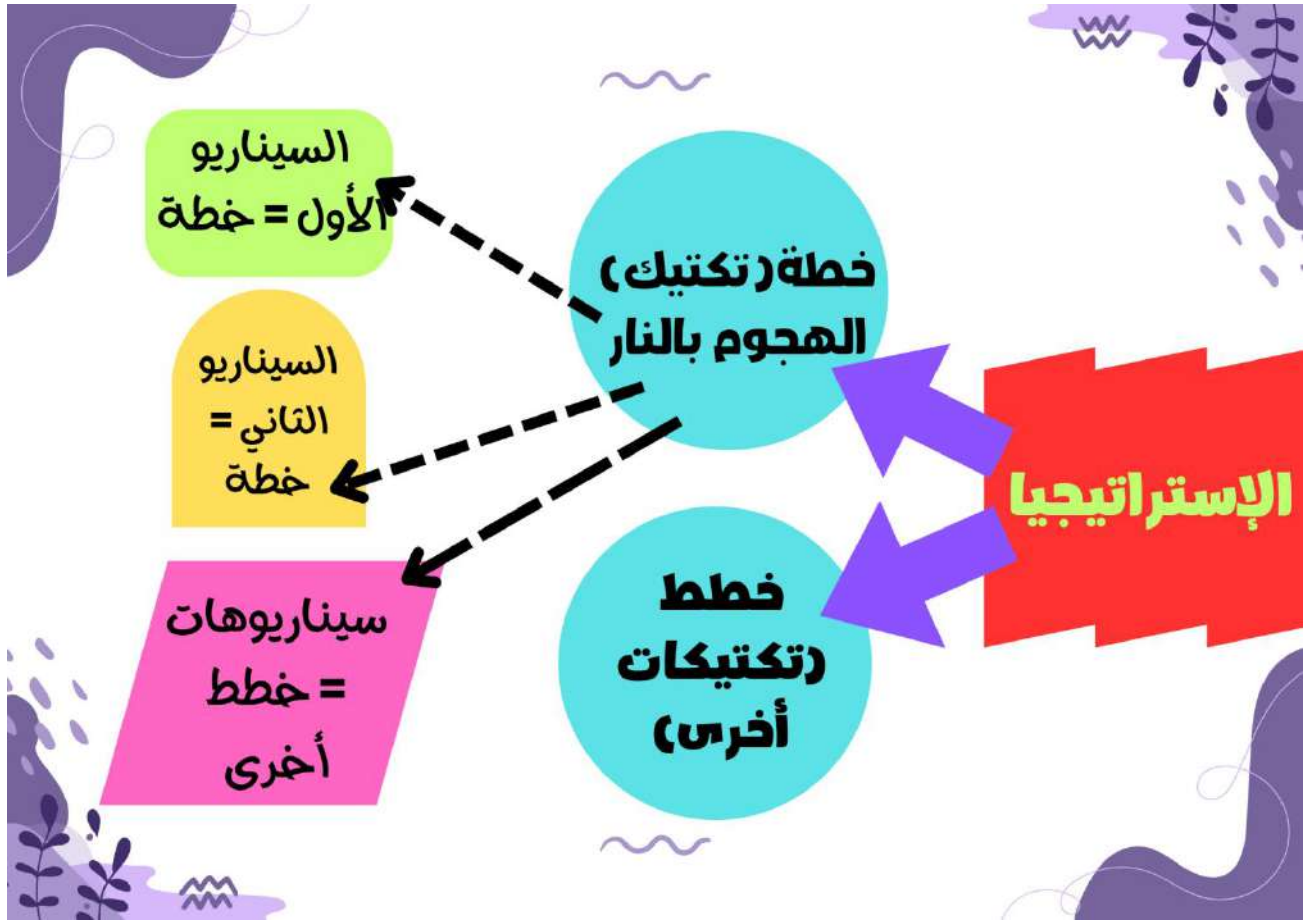 الإستراتيجيا
خطة (تكتيك)
الهجوم بالنار
خطط
(تكتيكات
أخرى)
السيناريو
الأول = خطة
السيناريو
الثاني =
خطة
سيناريوهات
= خطط
أخرى